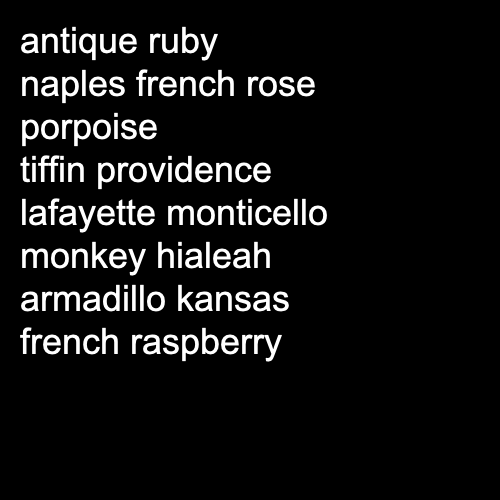 antique ruby
naples french rose
porpoise
tiffin providence
lafayette monticello
monkey hialeah
armadillo kansas
french raspberry